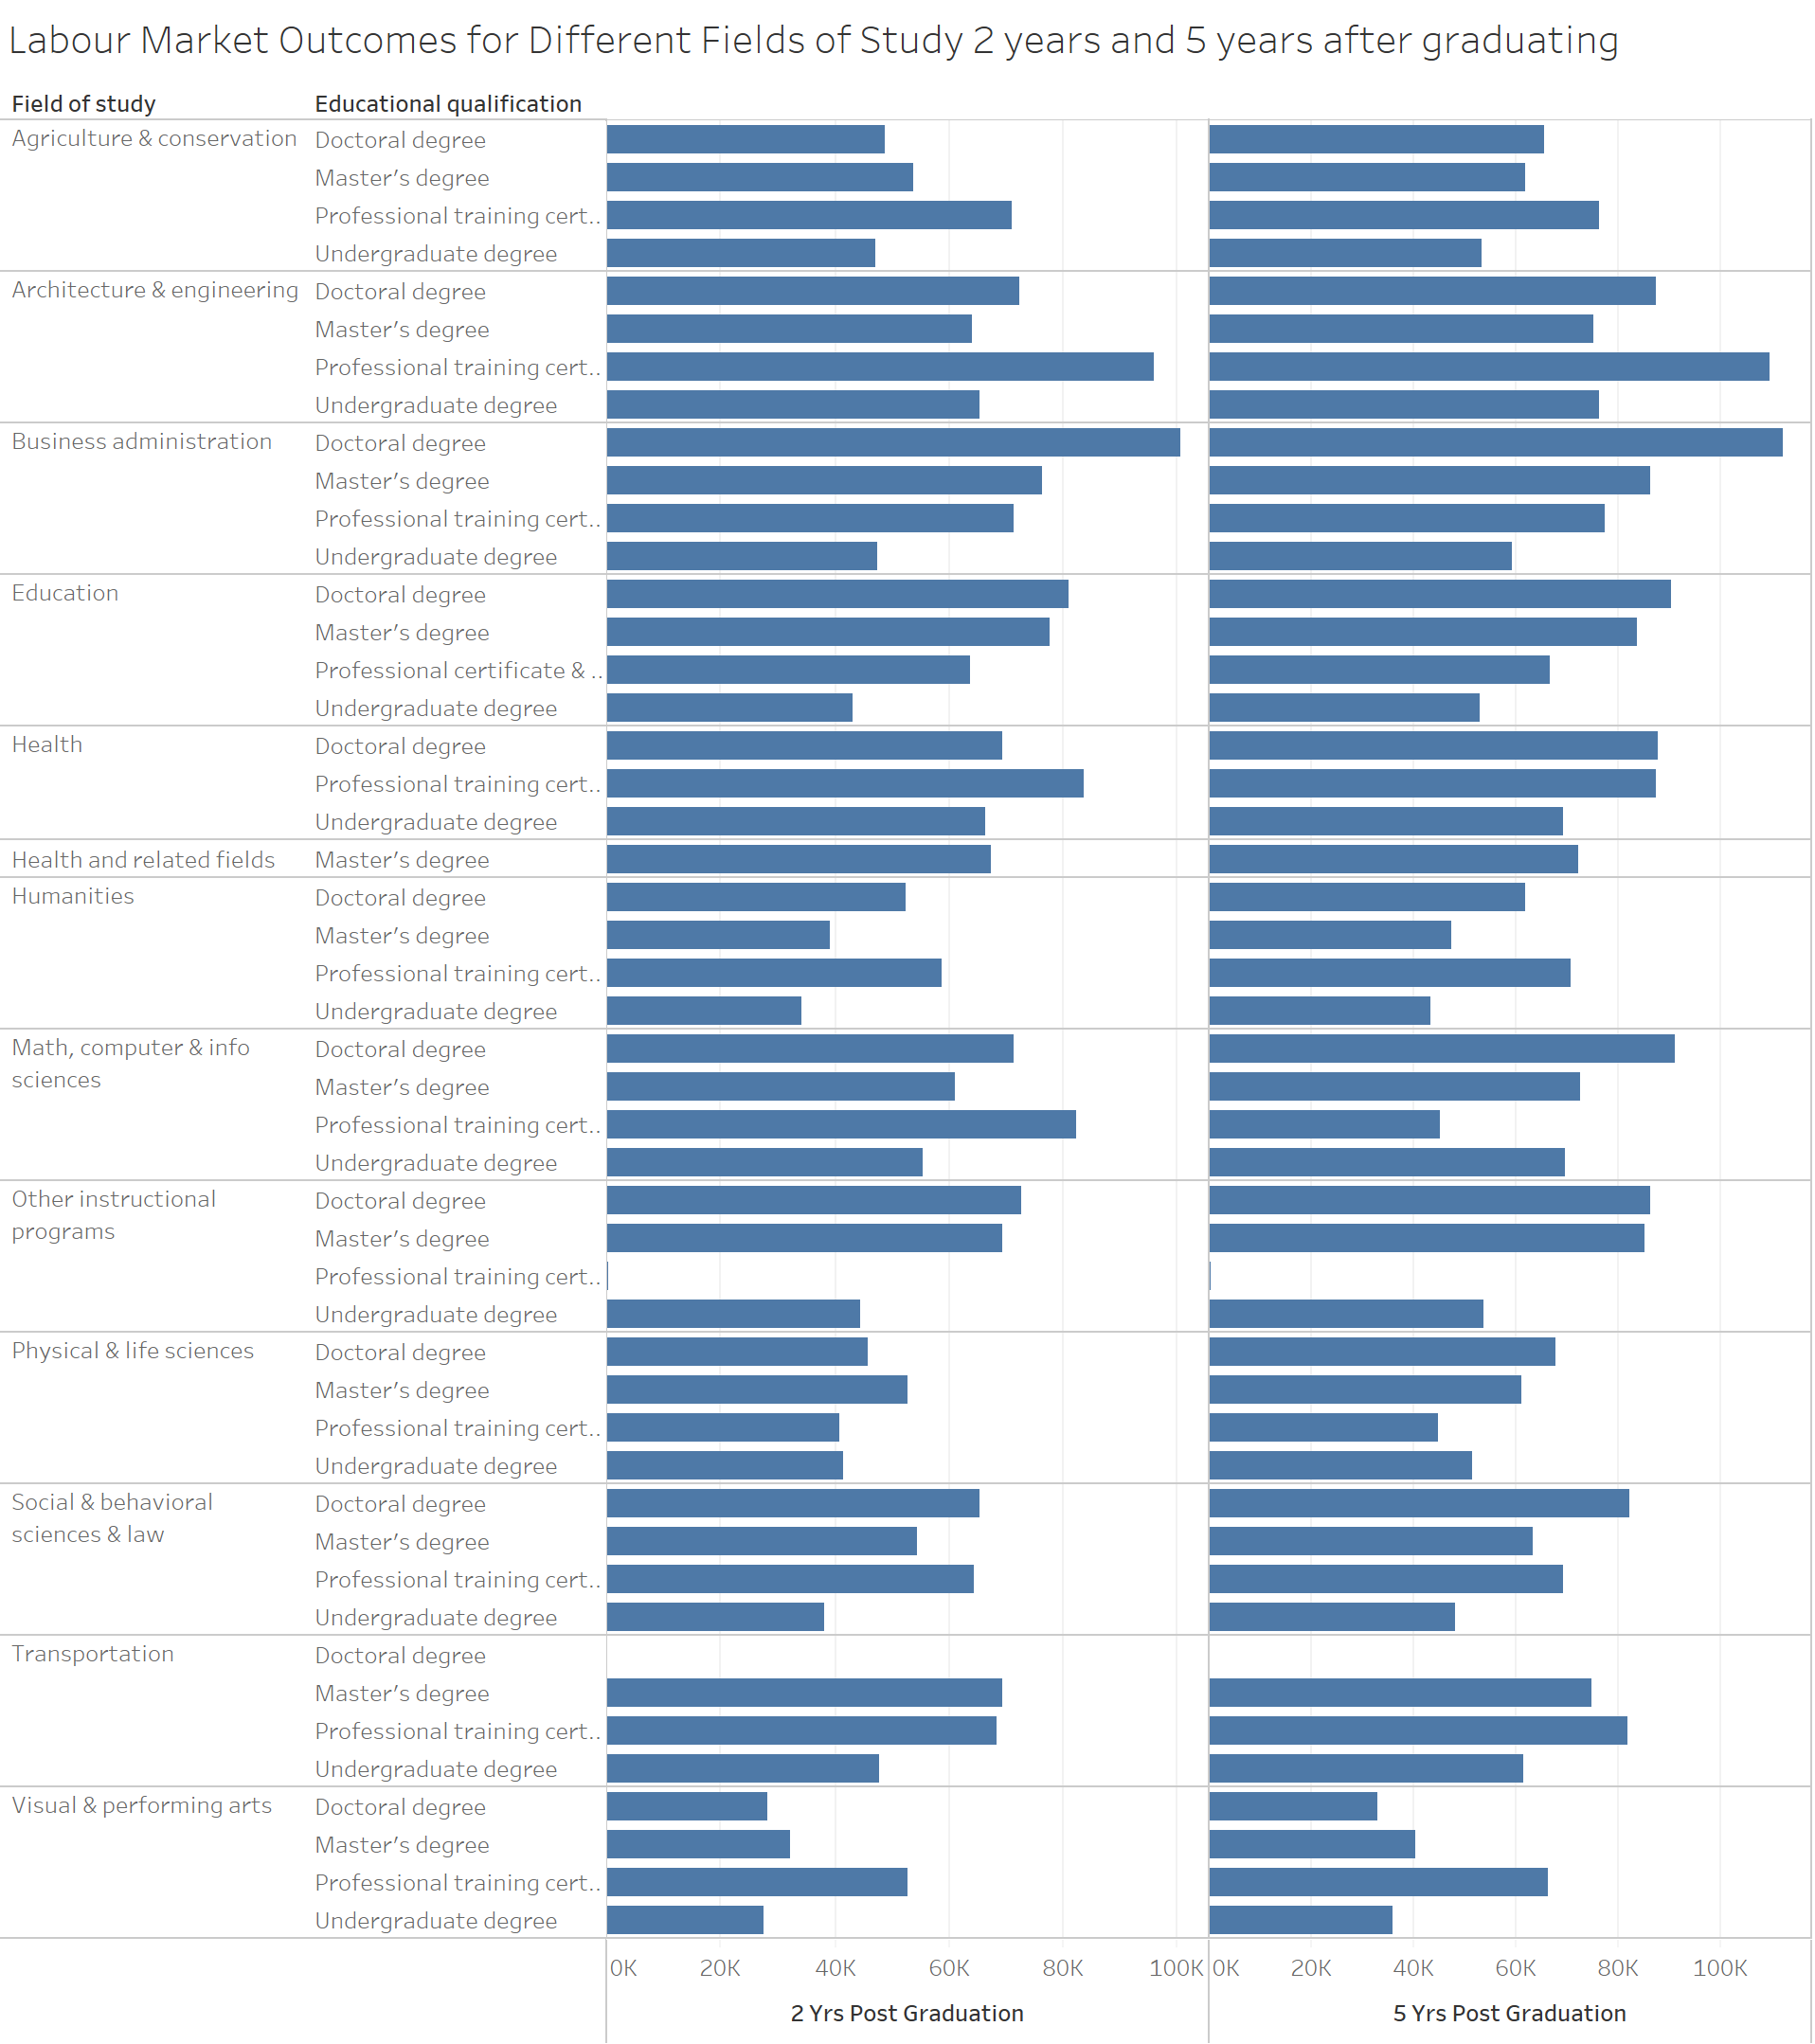 Labour Market Outcomes for Different Fields of Study 2 years and 5 years after graduating
Field of study Educational qualification
Agriculture & conservation Doctoral degree
Master's degree
Professional training cert..
Undergraduate degree
Architecture & engineering Doctoral degree
Master's degree
Professional training cert..
Undergraduate degree
Business administration Doctoral degree
Master's degree
Professional training cert..
Undergraduate degree
Education Doctoral degree
Master's degree
Professional certificate & ..
Undergraduate degree
Health Doctoral degree
Professional training cert..
Undergraduate degree
Health and related fields Master's degree
Humanities Doctoral degree
Master's degree
Professional training cert..
Undergraduate degree
Math, computer & info Doctoral degree
sciences Master's degree
Professional training cert..
Undergraduate degree
Other instructional Doctoral degree
programs Master's degree
Professional training cert..
Undergraduate degree
Physical & life sciences Doctoral degree
Master's degree
Professional training cert..
Undergraduate degree
Social & behavioral Doctoral degree
sciences & law Master's degree
Professional training cert..
Undergraduate degree
Transportation Doctoral degree
Master's degree
Professional training cert..
Undergraduate degree
Visual & performing arts Doctoral degree
Master's degree
Professional training cert..
Undergraduate degree
0K 20K 40K 60K 80K 100K 0K 20K 40K 60K 80K 100K
2 Yrs Post Graduation 5 Yrs Post Graduation